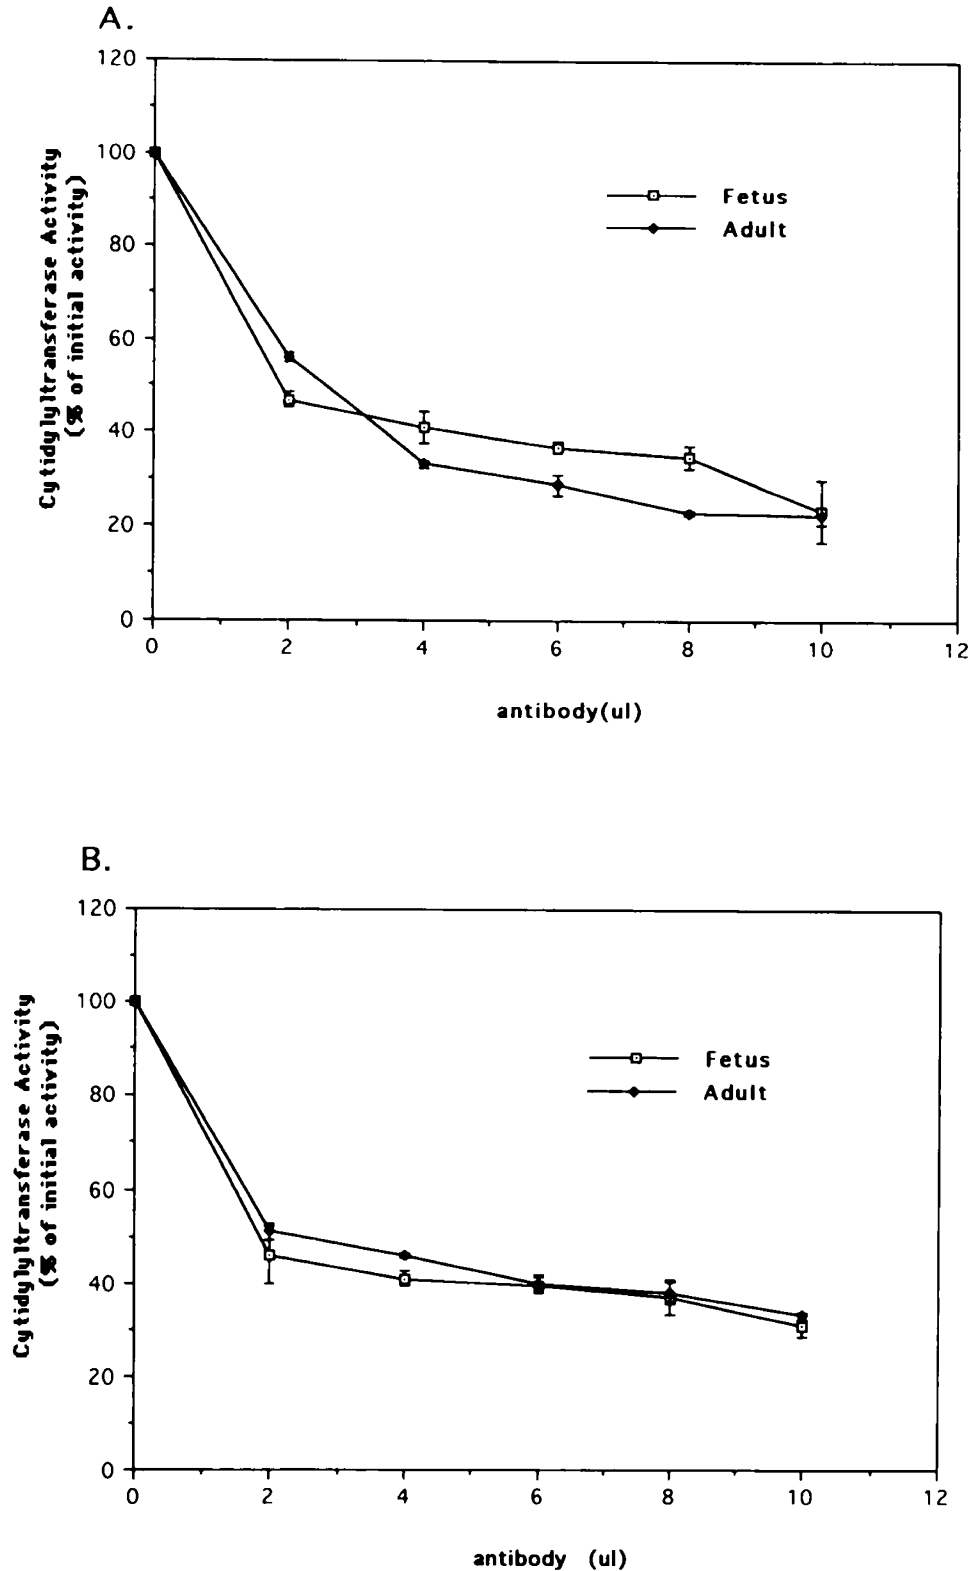 A.
120
100
80
60
40
20
0
Cytidylyltransferase Activity
(% of initial activity)
Fetus
Adult
0 2 4 6 8 10 12
antibody(ul)
B.
120
100
80
60
40
20
0
Cytidylyltransferase Activity
(% of initial activity)
Fetus
Adult
0 2 4 6 8 10 12
antibody (ul)